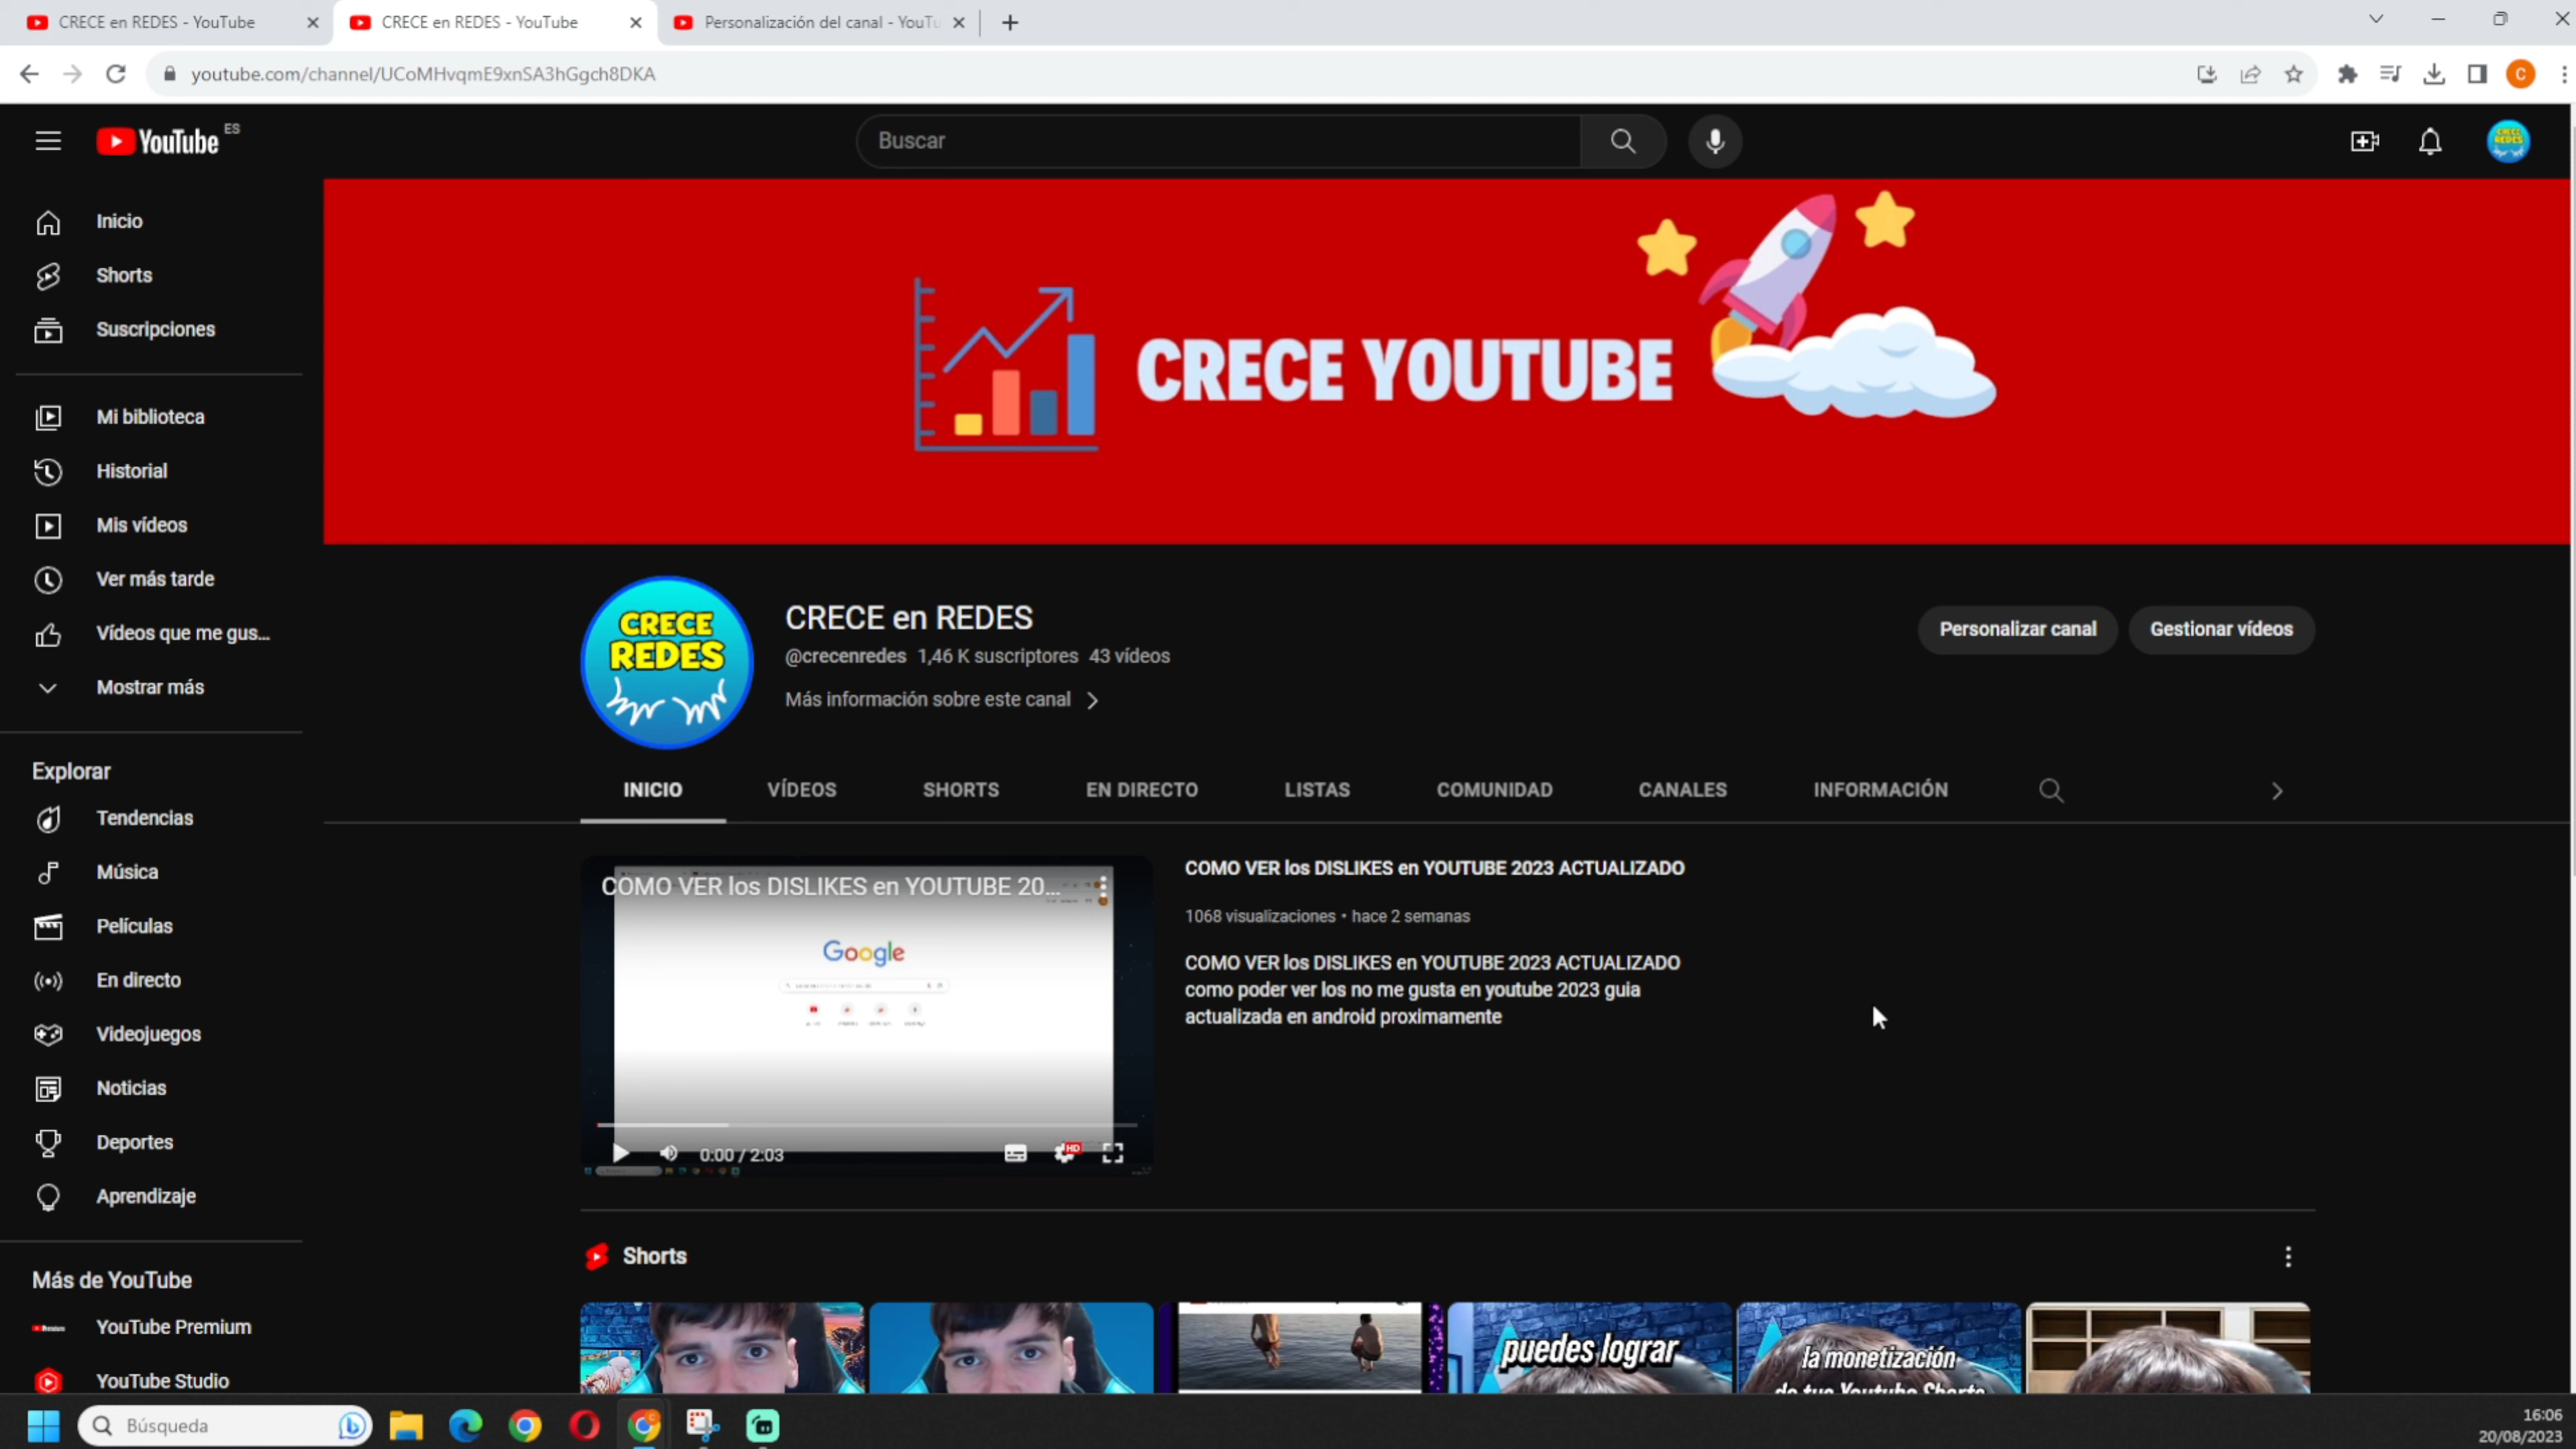 CRECE en REDES - YouTube
CRECE en REDES - YouTube
Personalización del canal - YouTu
youtube.com/channel/UCoMHvqmE9xnSA3hGgch8DKA
C
YouTube ES
Buscar
CRECE REDES
Inicio
Shorts
Suscripciones
Mi biblioteca
Historial
Mis vídeos
Ver más tarde
Vídeos que me gus...
Mostrar más
Explorar
Tendencias
Música
Películas
En directo
Videojuegos
Noticias
Deportes
Aprendizaje
Más de YouTube
YouTube Premium
YouTube Studio
CRECE YOUTUBE
CRECE
REDES
CRECE en REDES
@crecenredes 1,46 K suscriptores 43 vídeos
Más información sobre este canal
Personalizar canal
Gestionar vídeos
INICIO
VÍDEOS
SHORTS
EN DIRECTO
LISTAS
COMUNIDAD
CANALES
INFORMACIÓN
COMO VER los DISLIKES en YOUTUBE 20...
Google
0:00 / 2:03
HD
COMO VER los DISLIKES en YOUTUBE 2023 ACTUALIZADO
1068 visualizaciones • hace 2 semanas
COMO VER los DISLIKES en YOUTUBE 2023 ACTUALIZADO
como poder ver los no me gusta en youtube 2023 guia
actualizada en android proximamente
Shorts
puedes lograr
la monetización
de tus Youtube Shorts
Búsqueda
16:06
20/08/2023